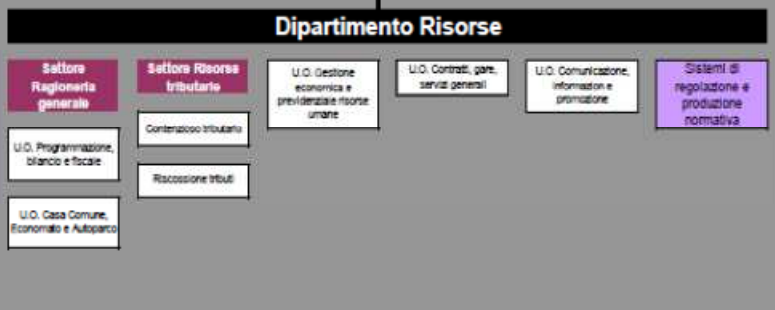 Dipartimento Risorse
Settore
Ragioneria
generale
U.O. Programmazione,
bilancio e fiscale
U.O. Casa Comune,
Economato e Autoparco
Settore Risorse
tributarie
Contenzioso tributario
Riscossione tributi
U.O. Gestione
economica e
previdenziale risorse
umane
U.O. Contratti, gare,
servizi generali
U.O. Comunicazione,
informazion e
promozione
Sistemi di
regolazione e
produzione
normativa